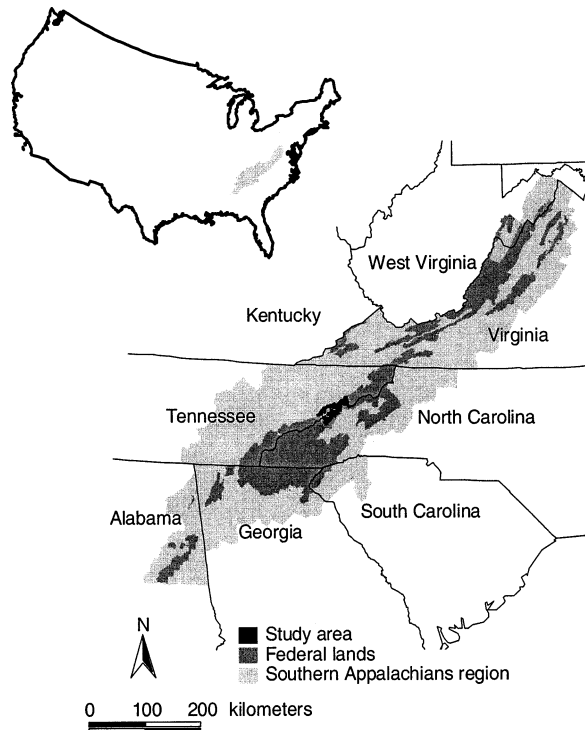 West Virginia
Kentucky
Virginia
Tennessee
North Carolina
Alabama
Georgia
South Carolina
N
Study area
Federal lands
Southern Appalachians region
0 100 200 kilometers